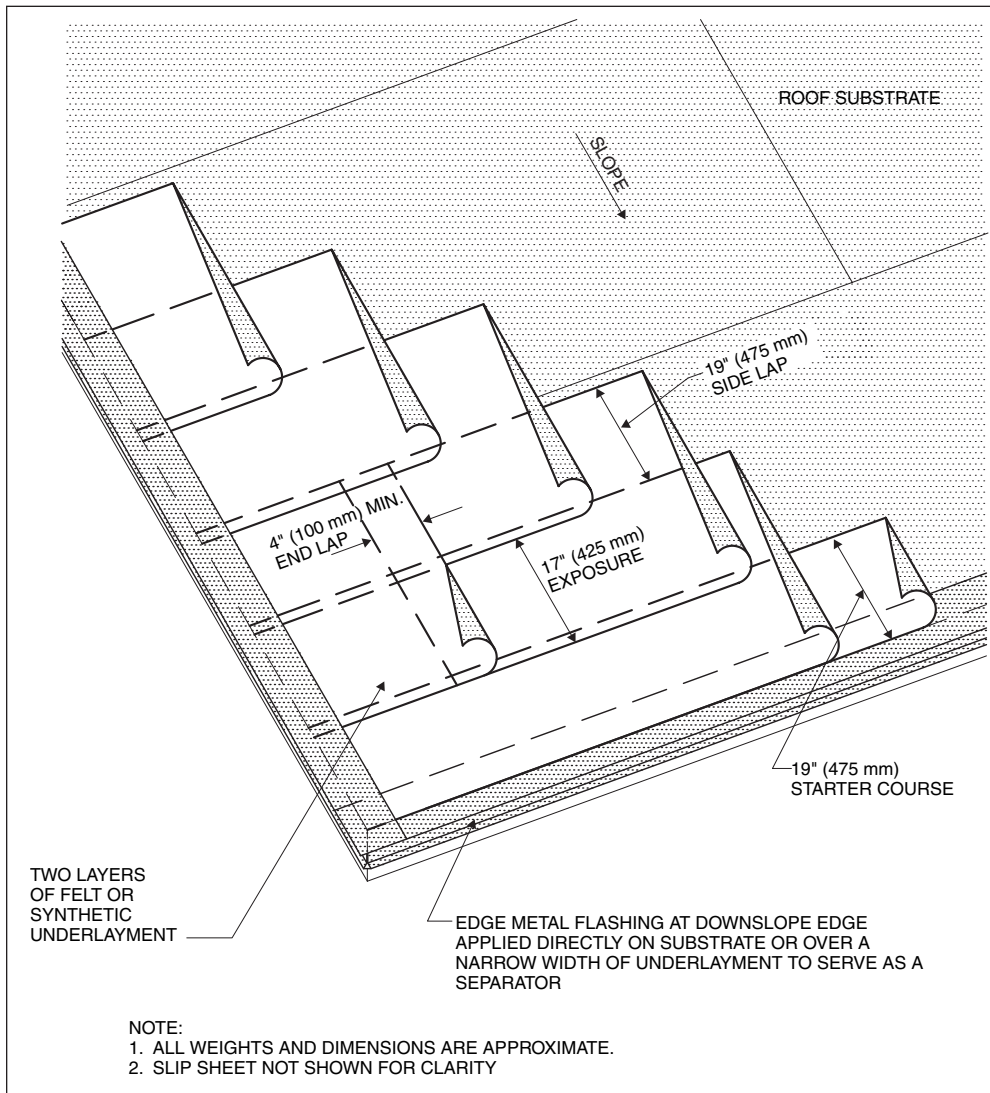 ROOF SUBSTRATE
SLOPE
19" (475 mm)
SIDE LAP
4" (100 mm) MIN.
END LAP
17" (425 mm)
EXPOSURE
19" (475 mm)
STARTER COURSE
TWO LAYERS
OF FELT OR
SYNTHETIC
UNDERLAYMENT
EDGE METAL FLASHING AT DOWNSLOPE EDGE
APPLIED DIRECTLY ON SUBSTRATE OR OVER A
NARROW WIDTH OF UNDERLAYMENT TO SERVE AS A
SEPARATOR
NOTE:
1. ALL WEIGHTS AND DIMENSIONS ARE APPROXIMATE.
2. SLIP SHEET NOT SHOWN FOR CLARITY